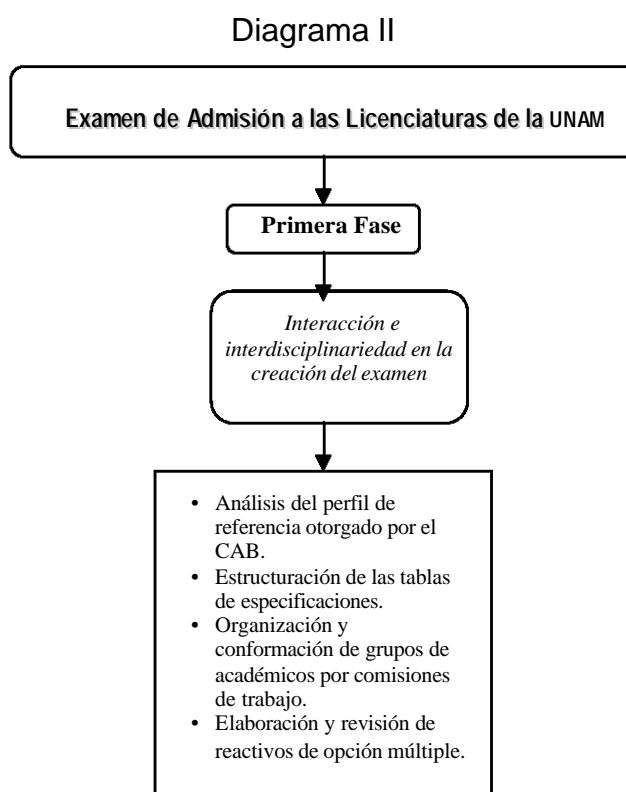 Diagrama II
Examen de Admisión a las Licenciaturas de la UNAM
Primera Fase
Interacción e
interdisciplinariedad en la
creación del examen
• Análisis del perfil de
referencia otorgado por el
CAB.
• Estructuración de las tablas
de especificaciones.
• Organización y
conformación de grupos de
académicos por comisiones
de trabajo.
• Elaboración y revisión de
reactivos de opción múltiple.